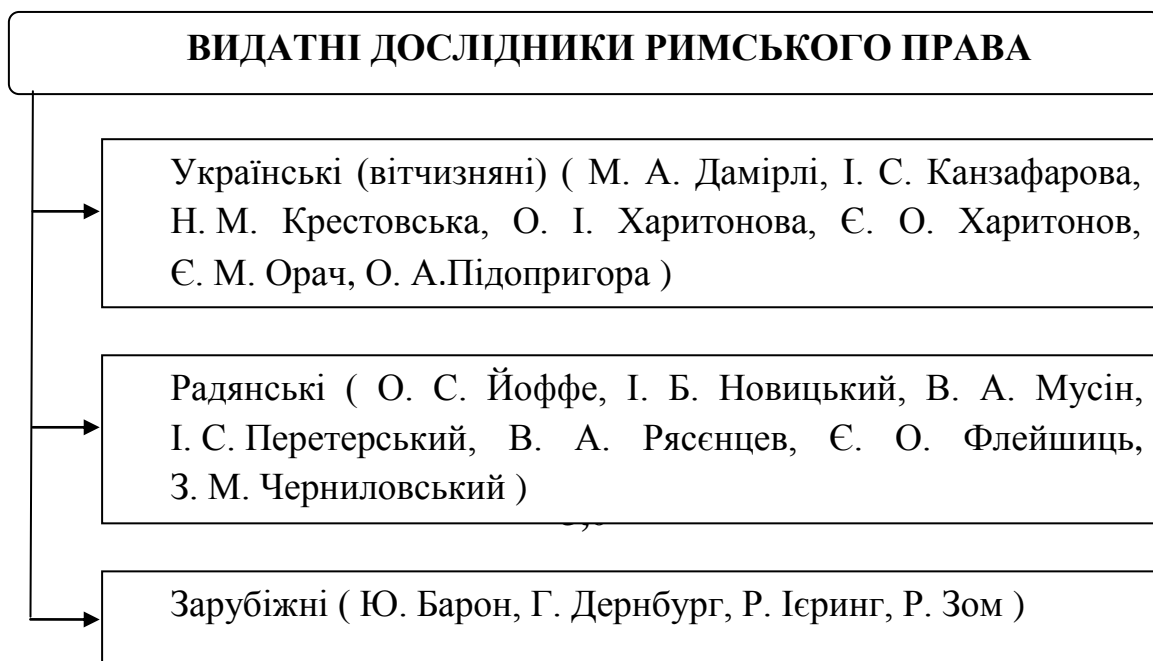 ВИДАТНІ ДОСЛІДНИКИ РИМСЬКОГО ПРАВА
Українські (вітчизняні) ( М. А. Дамірлі, І. С. Канзафарова,
Н. М. Крестовська, О. І. Харитонова, Є. О. Харитонов,
Є. М. Орач, О. А.Підопригора )
Радянські ( О. С. Йоффе, І. Б. Новицький, В. А. Мусін,
І. С. Перетерський, В. А. Рясєнцев, Є. О. Флейшиць,
З. М. Черниловський )
Зарубіжні ( Ю. Барон, Г. Дернбург, Р. Ієринг, Р. Зом )